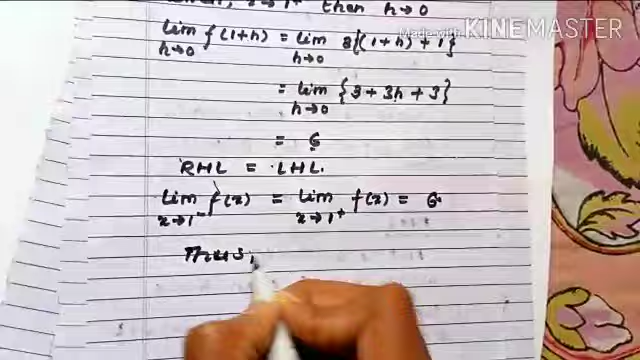 Made with KINEMASTER
x→1⁺ then h→0
lim f(1+h) = lim 3{(1+h)+1}
h→0 h→0
= lim {3+3h+3}
h→0
= 6
RHL = LHL.
lim f(x) = lim f(x) = 6.
x→1⁻ x→1⁺
Thus,